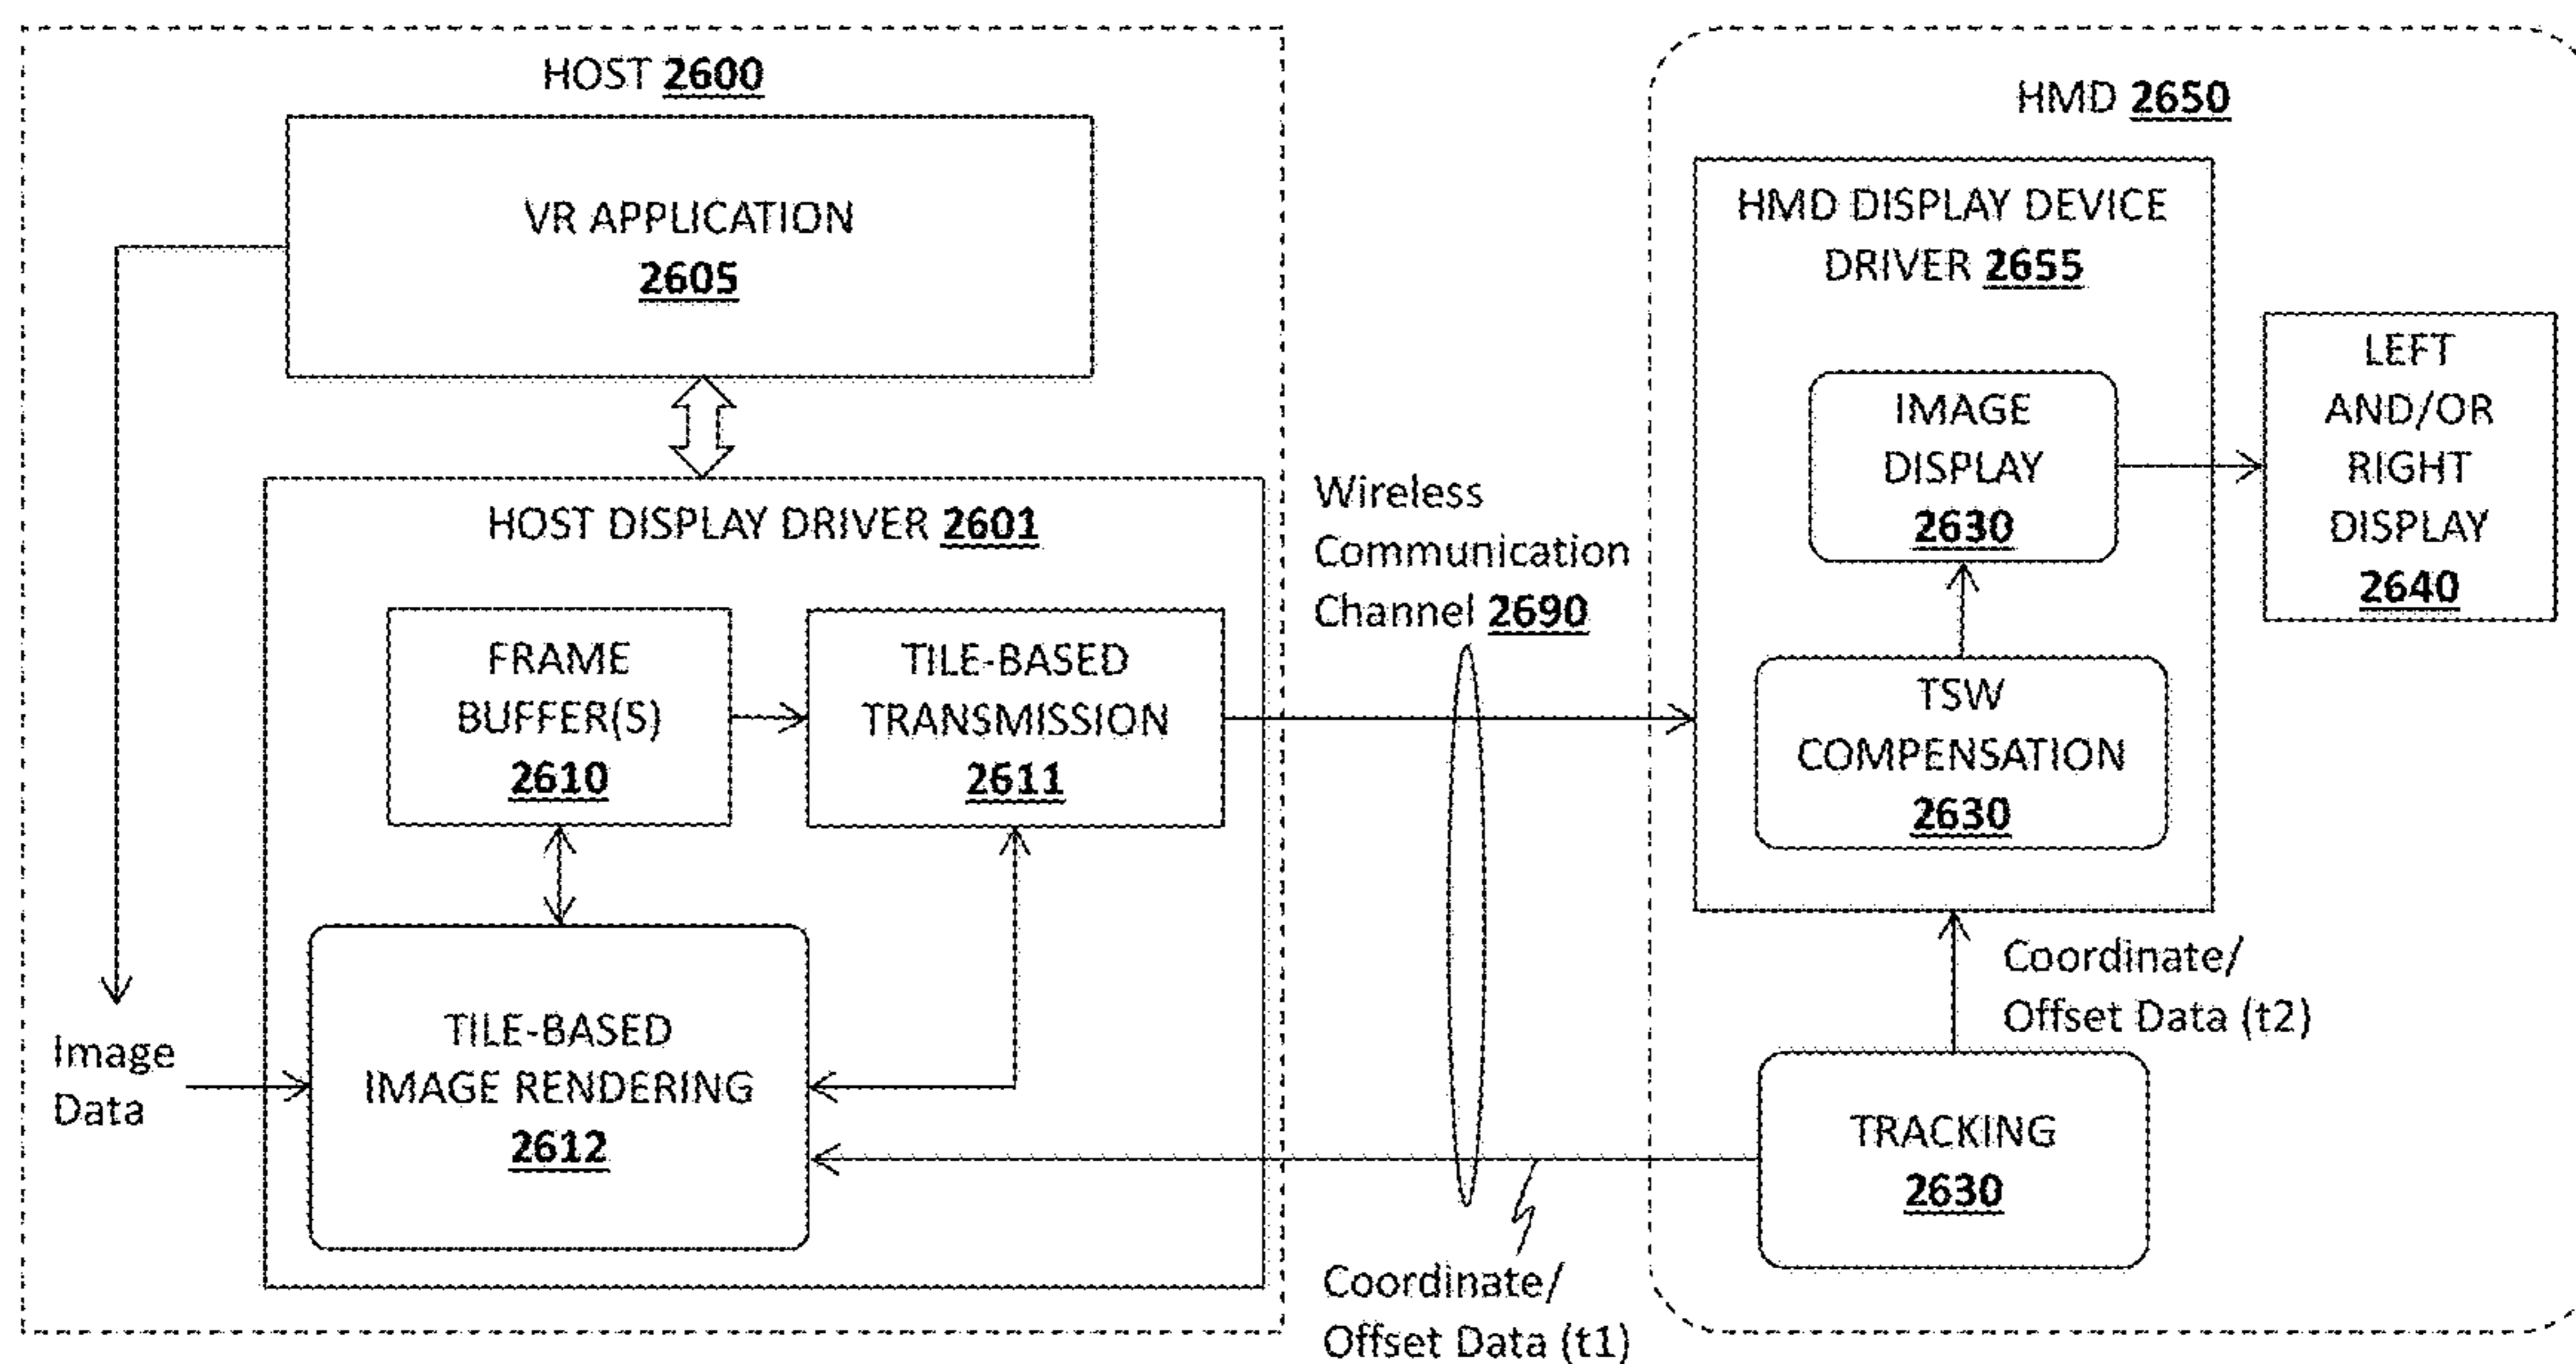 HOST 2600
VR APPLICATION
2605
HOST DISPLAY DRIVER 2601
FRAME
BUFFER(S)
2610
TILE-BASED
TRANSMISSION
2611
TILE-BASED
IMAGE RENDERING
2612
Image
Data
Wireless
Communication
Channel 2690
Coordinate/
Offset Data (t1)
HMD 2650
HMD DISPLAY DEVICE
DRIVER 2655
IMAGE
DISPLAY
2630
TSW
COMPENSATION
2630
LEFT
AND/OR
RIGHT
DISPLAY
2640
Coordinate/
Offset Data (t2)
TRACKING
2630